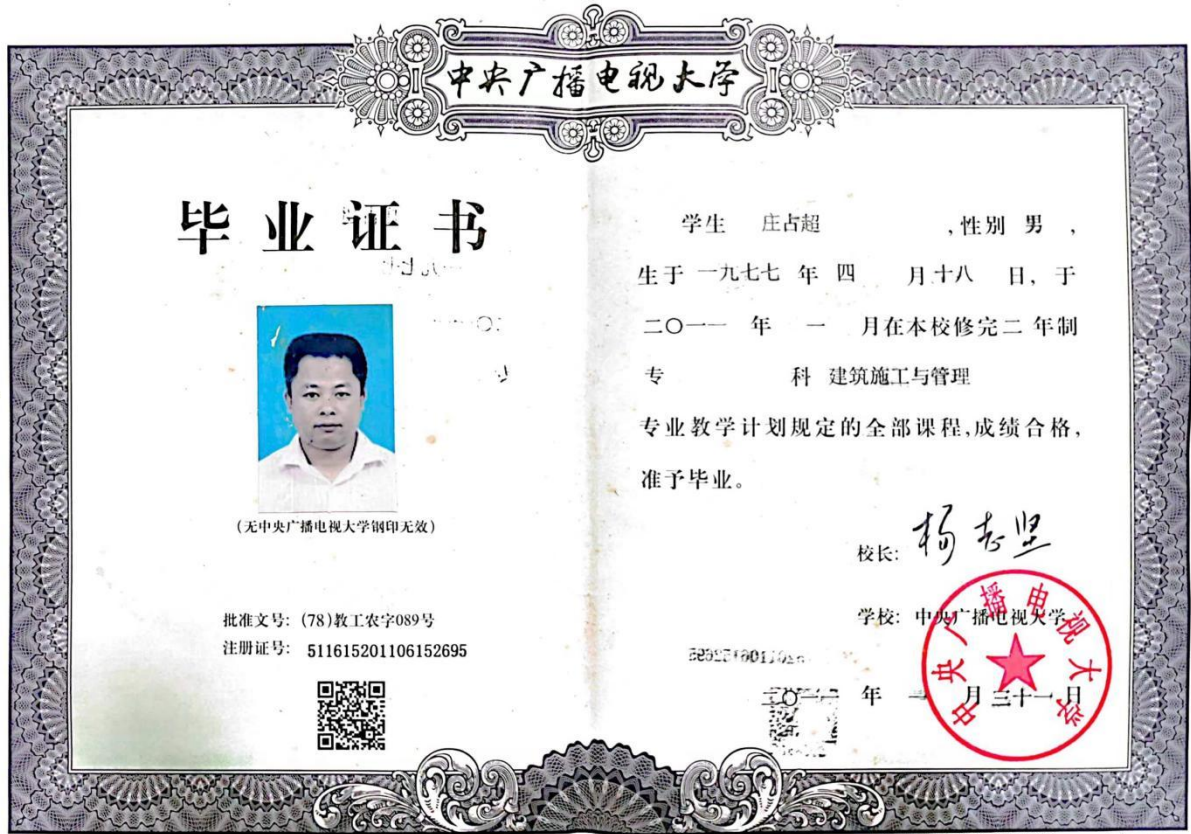 中央广播电视大学
毕业证书
(无中央广播电视大学钢印无效)
批准文号: (78)教工农字089号
注册证号: 511615201106152695
学生 庄占超 ,性别 男 ,
生于 一九七七 年 四 月 十八 日, 于
二〇一一 年 一 月在本校修完二 年制
专 科 建筑施工与管理
专业教学计划规定的全部课程,成绩合格,
准予毕业。
校长: 杨志坚
学校: 中央广播电视大学
二〇一一 年 一 月 三十一 日
中央广播电视大学